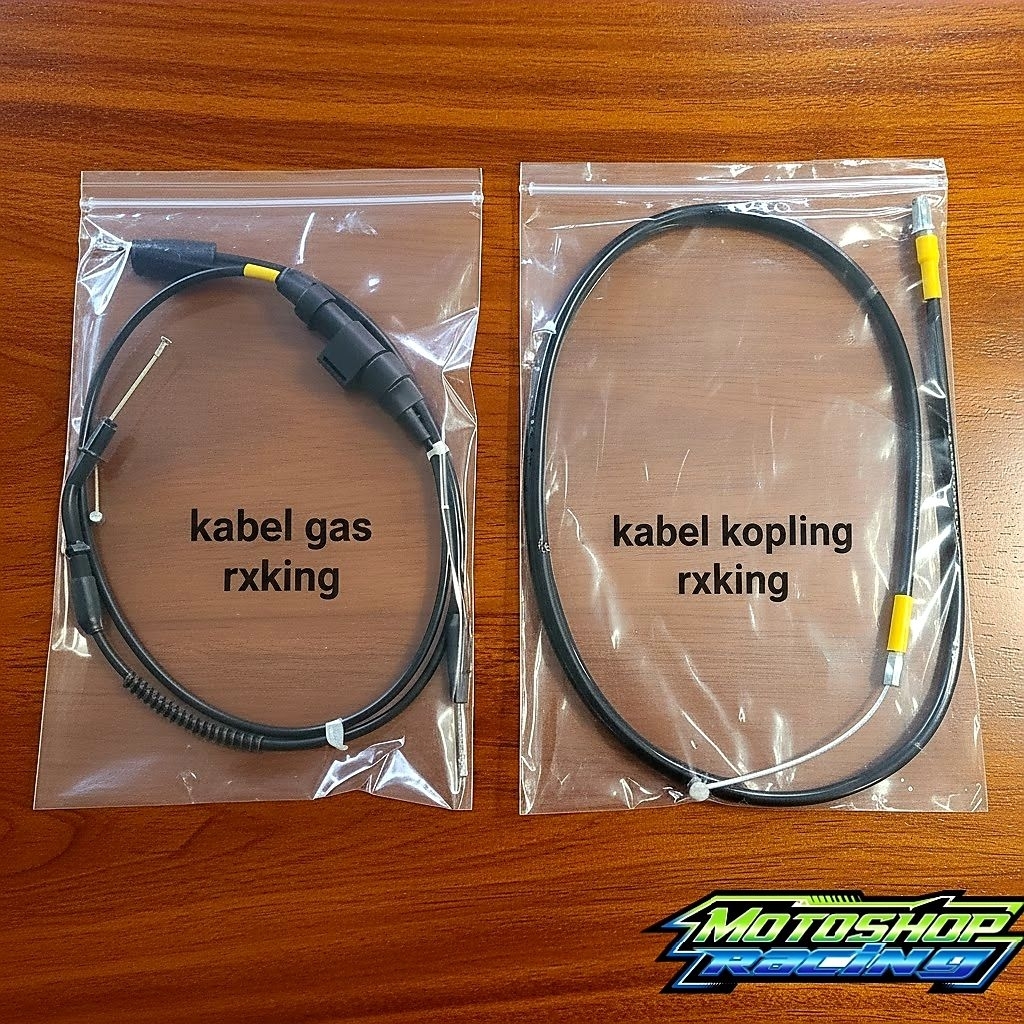 kabel gas
rxking
kabel kopling
rxking
MOTOSHOP
RACING